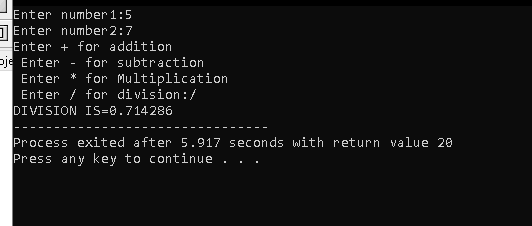 Enter number1:5
Enter number2:7
Enter + for addition
 Enter - for subtraction
 Enter * for Multiplication
 Enter / for division:/
DIVISION IS=0.714286
--------------------------------
Process exited after 5.917 seconds with return value 20
Press any key to continue . . .
oje